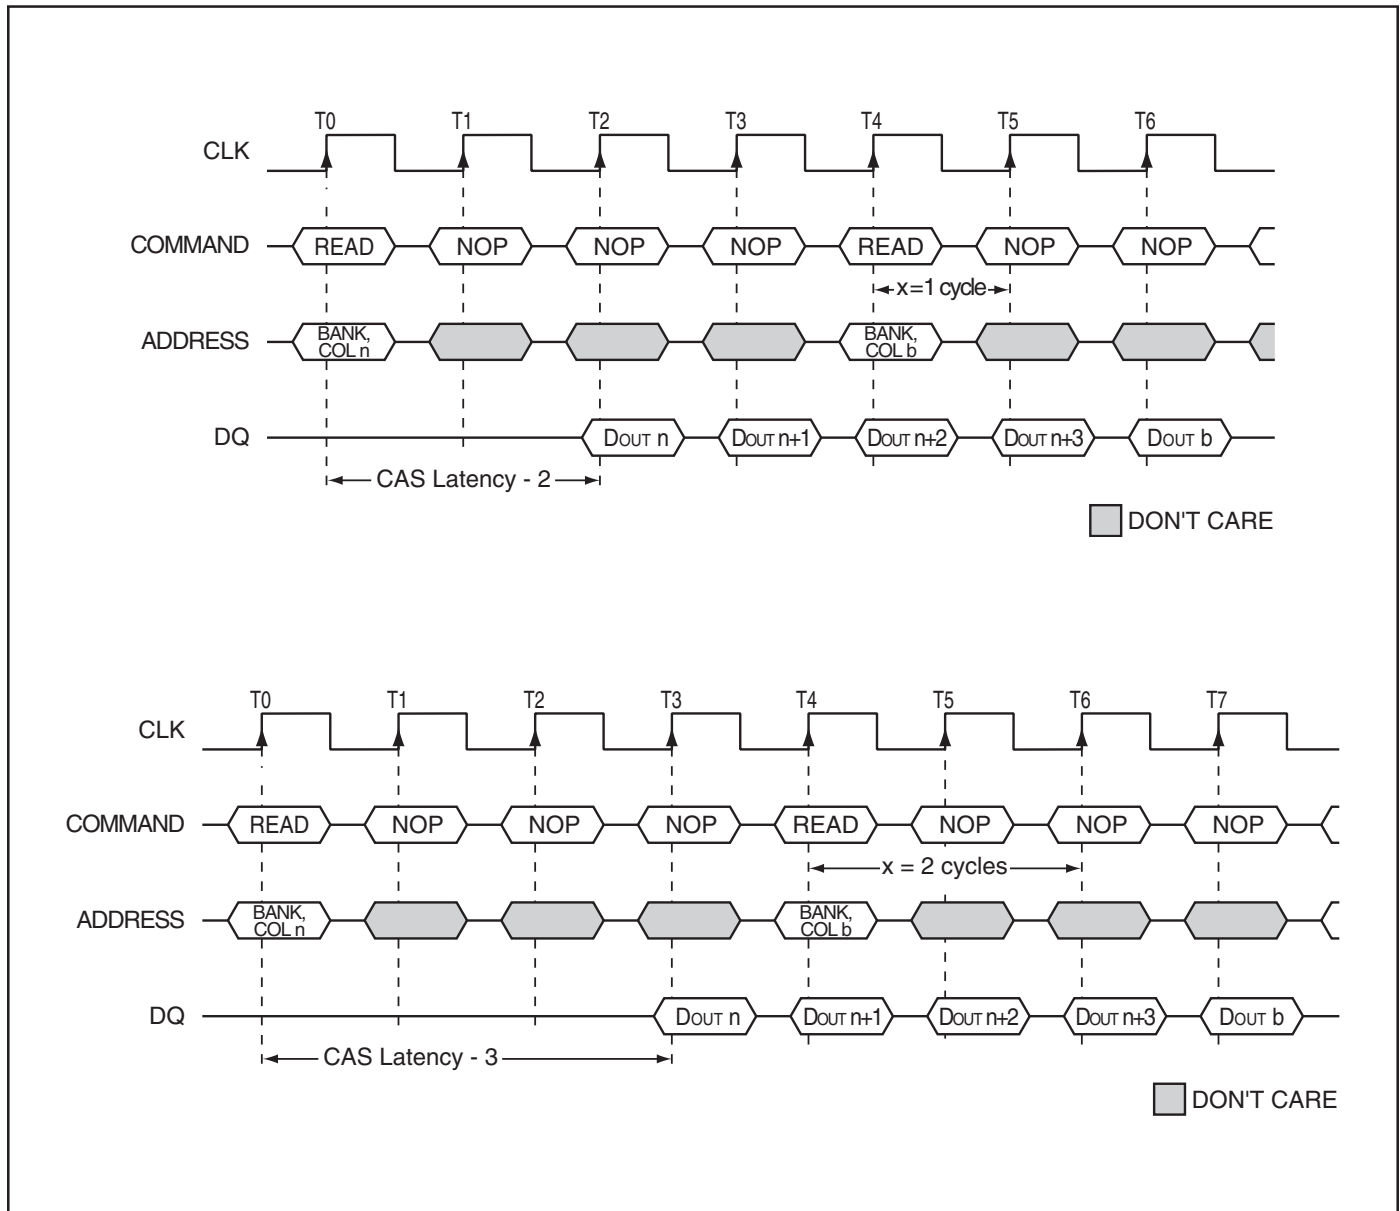 T0 T1 T2 T3 T4 T5 T6
CLK
COMMAND READ NOP NOP NOP READ NOP NOP
x=1 cycle
ADDRESS BANK, COL n BANK, COL b
DQ DOUT n DOUT n+1 DOUT n+2 DOUT n+3 DOUT b
CAS Latency - 2
DON'T CARE
T0 T1 T2 T3 T4 T5 T6 T7
CLK
COMMAND READ NOP NOP NOP READ NOP NOP NOP
x = 2 cycles
ADDRESS BANK, COL n BANK, COL b
DQ DOUT n DOUT n+1 DOUT n+2 DOUT n+3 DOUT b
CAS Latency - 3
DON'T CARE